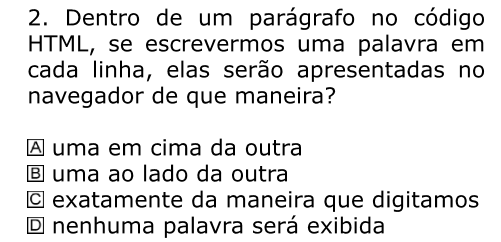 2. Dentro de um parágrafo no código
HTML, se escrevermos uma palavra em
cada linha, elas serão apresentadas no
navegador de que maneira?
A uma em cima da outra
B uma ao lado da outra
C exatamente da maneira que digitamos
D nenhuma palavra será exibida